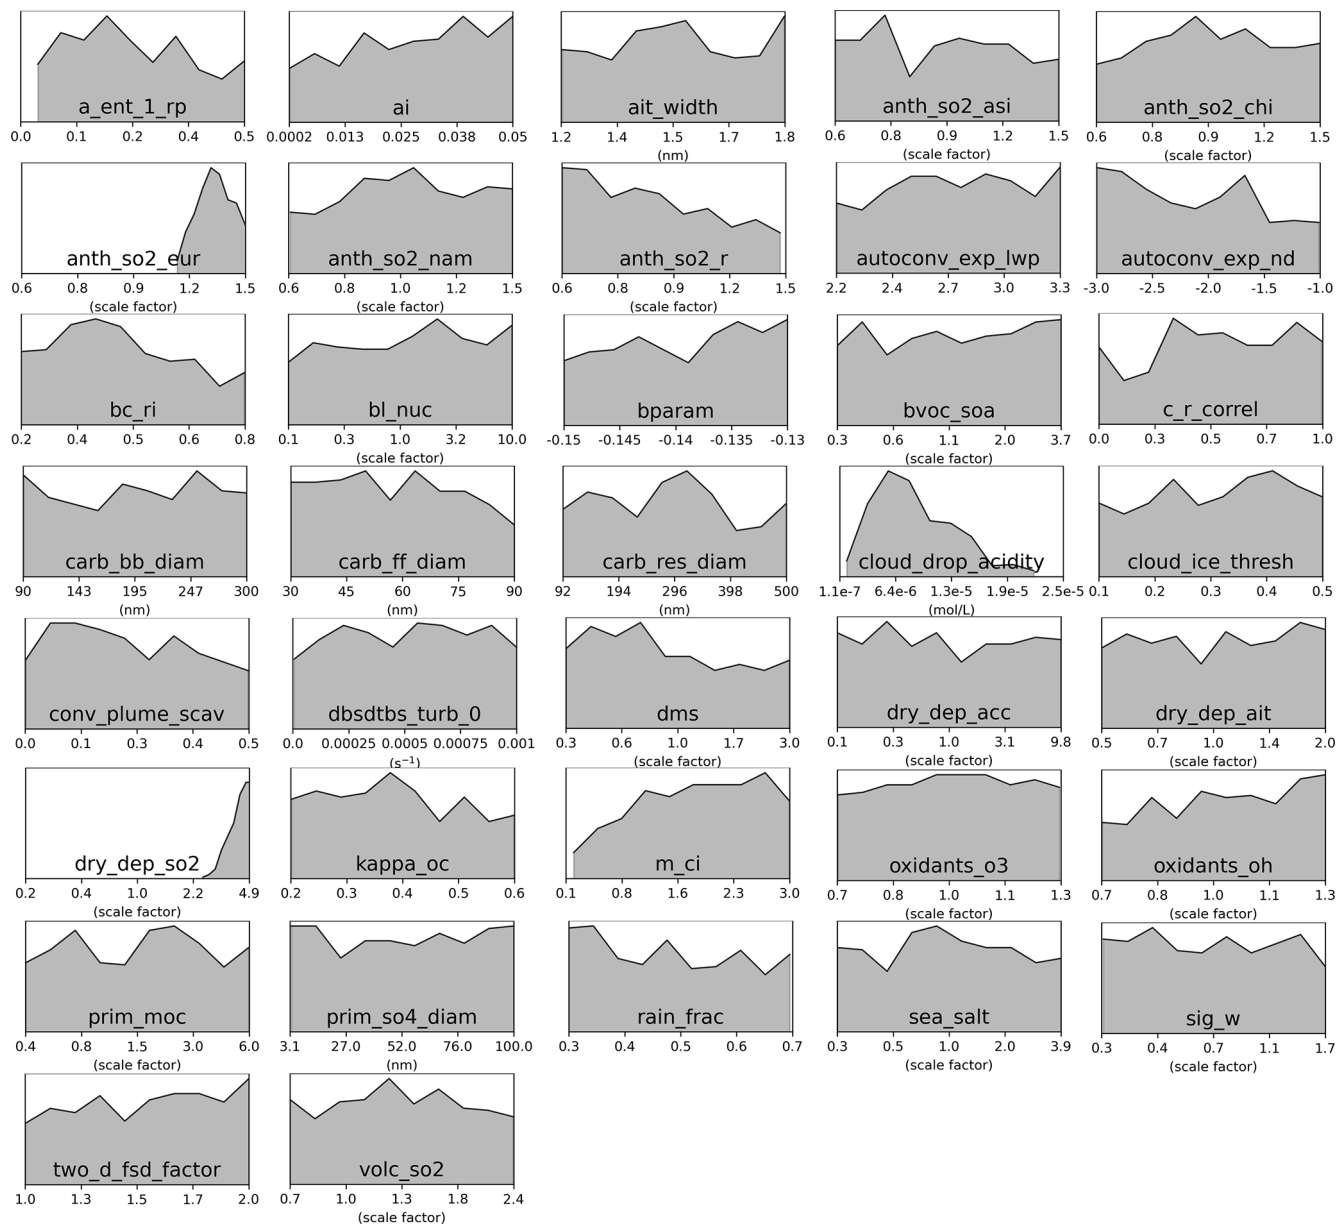 a_ent_1_rp ai ait_width anth_so2_asi anth_so2_chi
0.0 0.1 0.2 0.4 0.5 0.0002 0.013 0.025 0.038 0.05 1.2 1.4 1.5 1.7 1.8 0.6 0.8 0.9 1.2 1.5 0.6 0.8 0.9 1.2 1.5
(nm) (scale factor) (scale factor)
anth_so2_eur anth_so2_nam anth_so2_r autoconv_exp_lwp autoconv_exp_nd
0.6 0.8 0.9 1.2 1.5 0.6 0.8 0.9 1.2 1.5 0.6 0.8 0.9 1.2 1.5 2.2 2.4 2.7 3.0 3.3 -3.0 -2.5 -2.0 -1.5 -1.0
(scale factor) (scale factor) (scale factor)
bc_ri bl_nuc bparam bvoc_soa c_r_correl
0.2 0.4 0.5 0.6 0.8 0.1 0.3 1.0 3.2 10.0 -0.15 -0.145 -0.14 -0.135 -0.13 0.3 0.6 1.1 2.0 3.7 0.0 0.3 0.5 0.7 1.0
(scale factor) (scale factor)
carb_bb_diam carb_ff_diam carb_res_diam cloud_drop_acidity cloud_ice_thresh
90 143 195 247 300 30 45 60 75 90 92 194 296 398 500 1.1e-7 6.4e-6 1.3e-5 1.9e-5 2.5e-5 0.1 0.2 0.3 0.4 0.5
(nm) (nm) (nm) (mol/L)
conv_plume_scav dbsdtbs_turb_0 dms dry_dep_acc dry_dep_ait
0.0 0.1 0.3 0.4 0.5 0.0 0.00025 0.0005 0.00075 0.001 0.3 0.6 1.0 1.7 3.0 0.1 0.3 1.0 3.1 9.8 0.5 0.7 1.0 1.4 2.0
(s⁻¹) (scale factor) (scale factor) (scale factor)
dry_dep_so2 kappa_oc m_ci oxidants_o3 oxidants_oh
0.2 0.4 1.0 2.2 4.9 0.2 0.3 0.4 0.5 0.6 0.1 0.8 1.6 2.3 3.0 0.7 0.8 1.0 1.1 1.3 0.7 0.8 1.0 1.1 1.3
(scale factor) (scale factor) (scale factor)
prim_moc prim_so4_diam rain_frac sea_salt sig_w
0.4 0.8 1.5 3.0 6.0 3.1 27.0 52.0 76.0 100.0 0.3 0.4 0.5 0.6 0.7 0.3 0.5 1.0 2.0 3.9 0.3 0.4 0.7 1.1 1.7
(scale factor) (nm) (scale factor) (scale factor)
two_d_fsd_factor volc_so2
1.0 1.3 1.5 1.7 2.0 0.7 1.0 1.3 1.8 2.4
(scale factor)